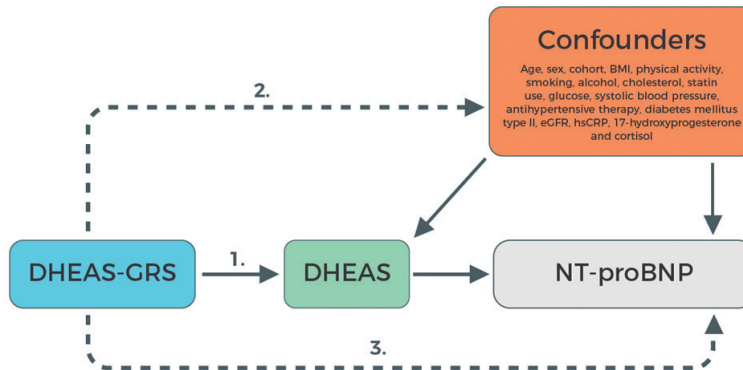 Confounders
Age, sex, cohort, BMI, physical activity,
smoking, alcohol, cholesterol, statin
use, glucose, systolic blood pressure,
antihypertensive therapy, diabetes mellitus
type II, eGFR, hsCRP, 17-hydroxyprogesterone
and cortisol
2.
DHEAS-GRS
1.
DHEAS
NT-proBNP
3.